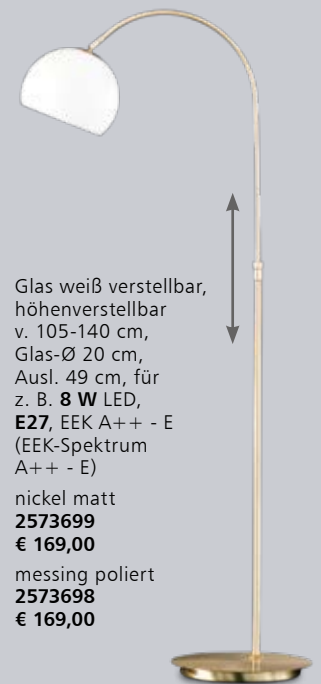 Glas weiß verstellbar,
höhenverstellbar
v. 105-140 cm,
Glas-Ø 20 cm,
Ausl. 49 cm, für
z. B. 8 W LED,
E27, EEK A++ - E
(EEK-Spektrum
A++ - E)
nickel matt
2573699
€ 169,00
messing poliert
2573698
€ 169,00